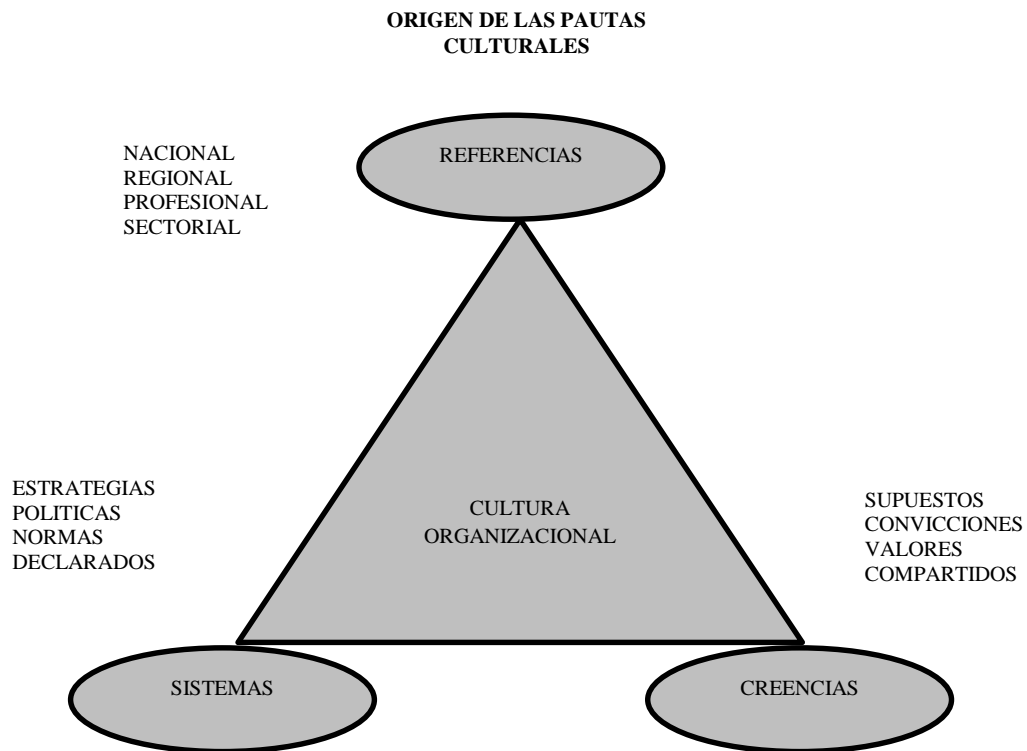 ORIGEN DE LAS PAUTAS
CULTURALES
REFERENCIAS
NACIONAL
REGIONAL
PROFESIONAL
SECTORIAL
ESTRATEGIAS
POLITICAS
NORMAS
DECLARADOS
CULTURA
ORGANIZACIONAL
SUPUESTOS
CONVICCIONES
VALORES
COMPARTIDOS
SISTEMAS
CREENCIAS